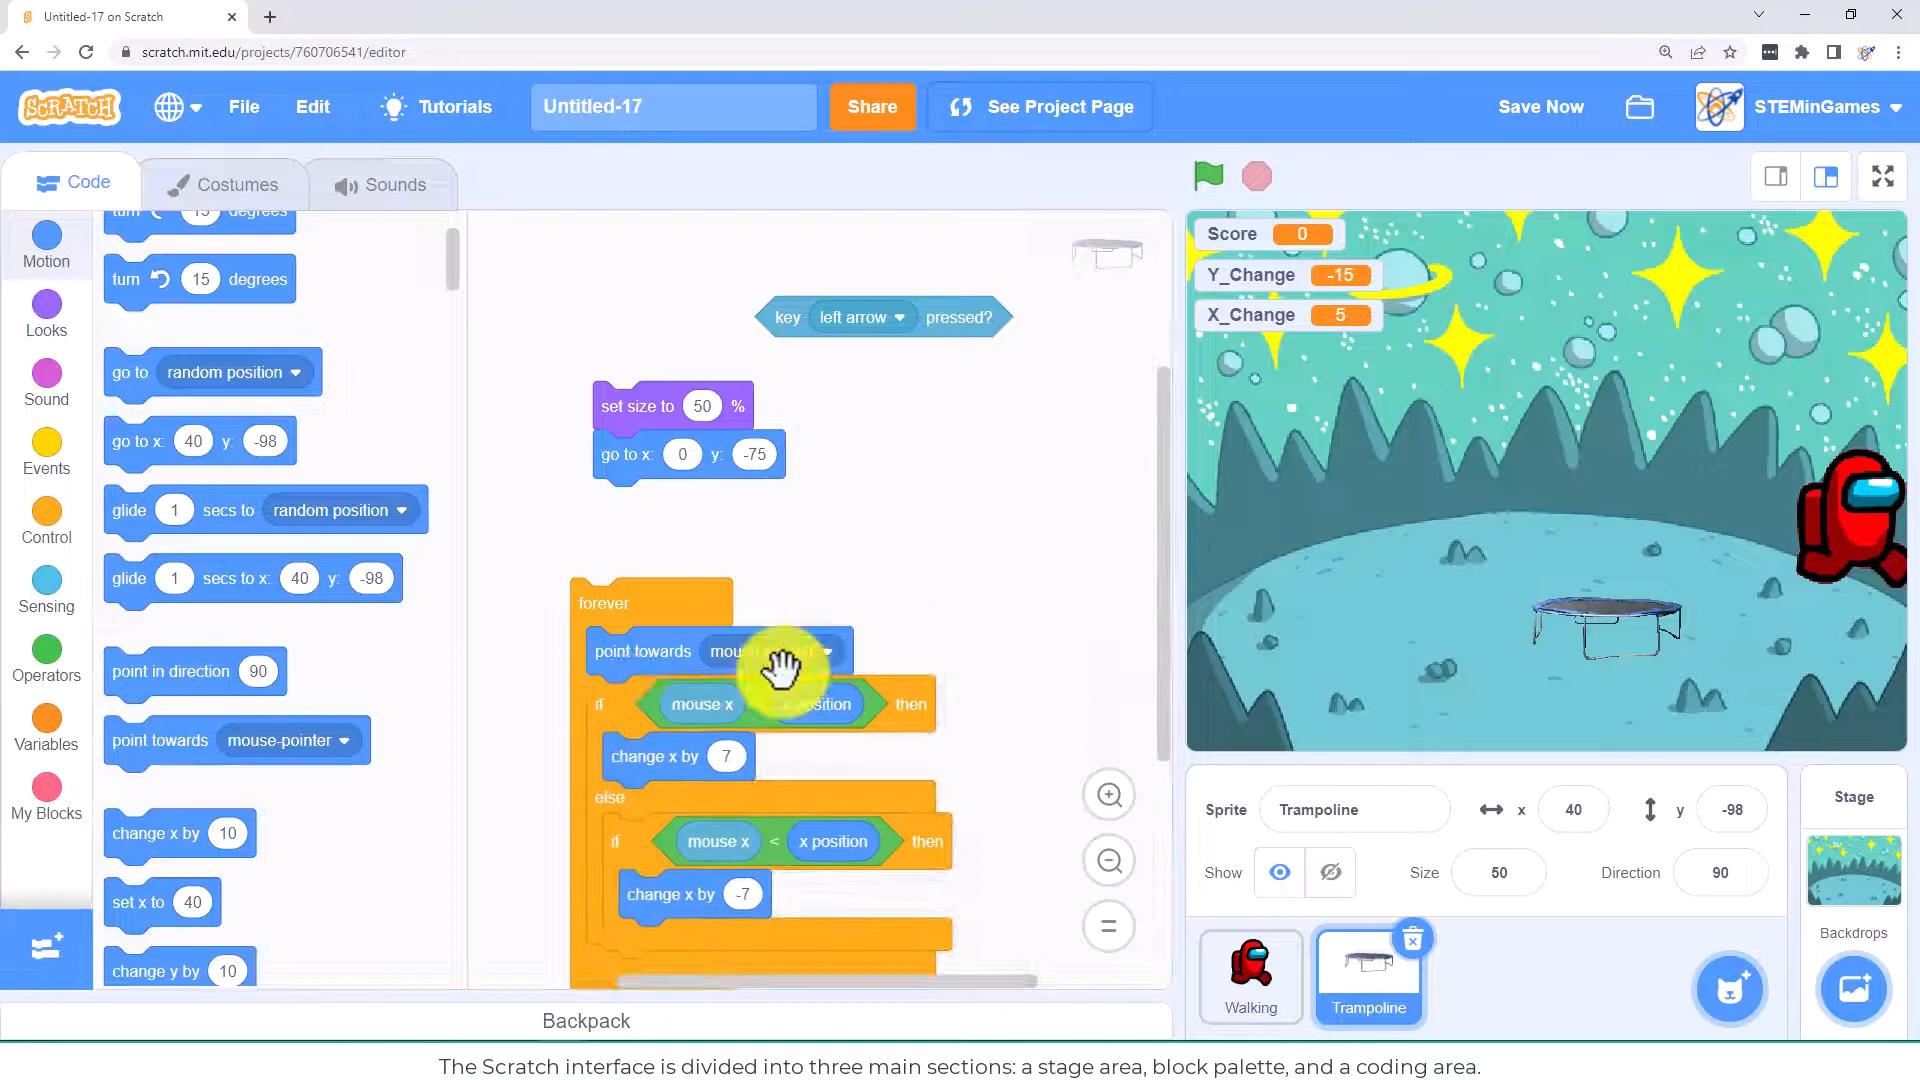 Untitled-17 on Scratch
scratch.mit.edu/projects/760706541/editor
SCRATCH
File
Edit
Tutorials
Untitled-17
Share
See Project Page
Save Now
STEMinGames
Code
Costumes
Sounds
Motion
Looks
Sound
Events
Control
Sensing
Operators
Variables
My Blocks
turn 15 degrees
turn 15 degrees
go to random position
go to x: 40 y: -98
glide 1 secs to random position
glide 1 secs to x: 40 y: -98
point in direction 90
point towards mouse-pointer
change x by 10
set x to 40
change y by 10
key left arrow pressed?
set size to 50 %
go to x: 0 y: -75
forever
point towards
if mouse x then
change x by 7
else
if mouse x < x position then
change x by -7
Backpack
Score 0
Y_Change -15
X_Change 5
Sprite Trampoline x 40 y -98
Show Size 50 Direction 90
Walking
Trampoline
Stage
Backdrops
The Scratch interface is divided into three main sections: a stage area, block palette, and a coding area.